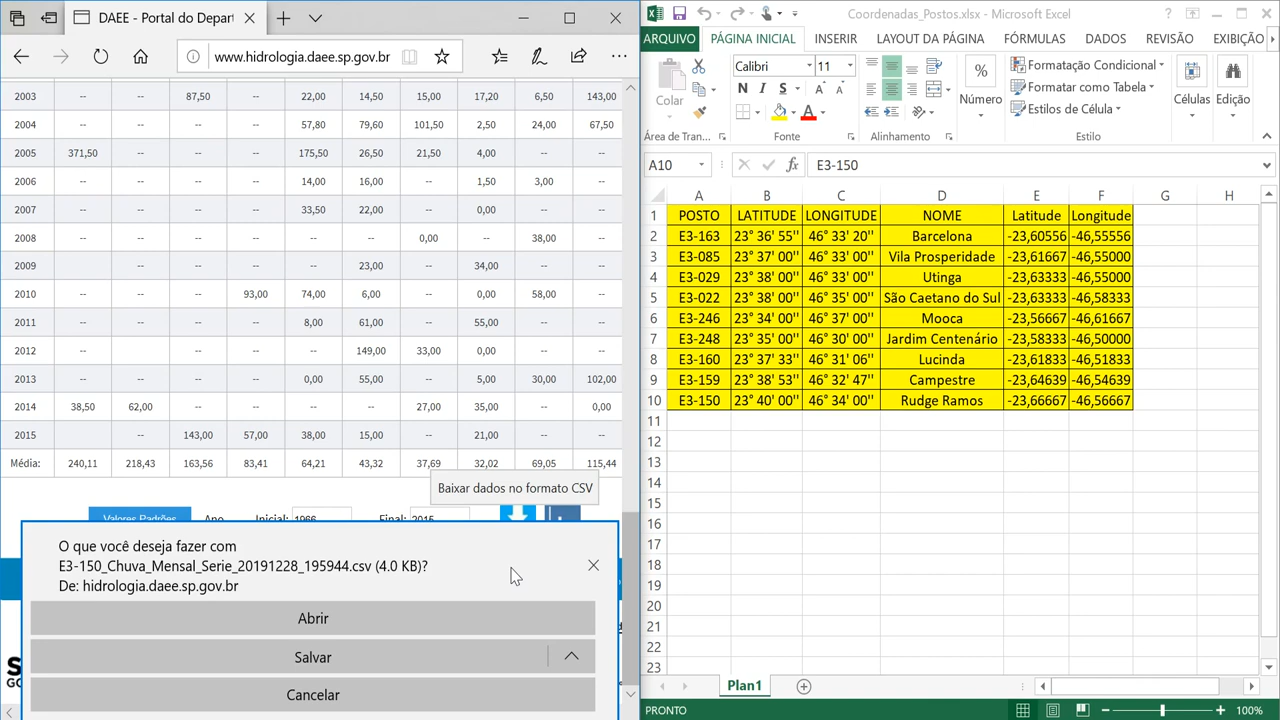 DAEE - Portal do Depart
www.hidrologia.daee.sp.gov.br
2003 -- -- -- 22,00 15,00 17,20 6,50 143,00
2004 -- -- -- -- 57,80 101,50 2,50 24,00 67,50
2005 371,50 -- -- -- 175,50 26,50 21,50 4,00 -- --
2006 -- -- -- 14,00 16,00 -- 1,50 3,00 --
2007 -- -- -- 33,50 22,00 -- 0,00 -- --
2008 -- -- -- -- -- 0,00 -- 38,00 --
2009 -- -- -- -- 23,00 -- 34,00 -- --
2010 -- -- 93,00 74,00 6,00 -- 0,00 58,00 --
2011 -- -- -- 8,00 61,00 -- 55,00 -- --
2012 -- -- -- -- 149,00 33,00 0,00 -- --
2013 -- -- -- -- 0,00 55,00 -- 5,00 30,00 102,00
2014 38,50 62,00 -- -- -- -- 27,00 35,00 0,00
2015 -- 143,00 57,00 38,00 15,00 -- 21,00 -- --
Média: 240,11 218,43 163,56 83,41 64,21 43,32 37,69 32,02 69,05 115,44
Baixar dados no formato CSV
Valores Padrões Ano Inicial: 1966 Final: 2015
O que você deseja fazer com
E3-150_Chuva_Mensal_Serie_20191228_195944.csv (4.0 KB)?
De: hidrologia.daee.sp.gov.br
Abrir
Salvar
Cancelar
Coordenadas_Postos.xlsx - Microsoft Excel
ARQUIVO PÁGINA INICIAL INSERIR LAYOUT DA PÁGINA FÓRMULAS DADOS REVISÃO EXIBIÇÃO
Colar
Calibri 11
N I S
%
Número
Formatação Condicional
Formatar como Tabela
Estilos de Célula
Células
Edição
Área de Tran... Fonte Alinhamento Estilo
A10 fx E3-150
A B C D E F G H
1 POSTO LATITUDE LONGITUDE NOME Latitude Longitude
2 E3-163 23° 36' 55'' 46° 33' 20'' Barcelona -23,60556 -46,55556
3 E3-085 23° 37' 00'' 46° 33' 00'' Vila Prosperidade -23,61667 -46,55000
4 E3-029 23° 38' 00'' 46° 33' 00'' Utinga -23,63333 -46,55000
5 E3-022 23° 38' 00'' 46° 35' 00'' São Caetano do Sul -23,63333 -46,58333
6 E3-246 23° 34' 00'' 46° 37' 00'' Mooca -23,56667 -46,61667
7 E3-248 23° 35' 00'' 46° 30' 00'' Jardim Centenário -23,58333 -46,50000
8 E3-160 23° 37' 33'' 46° 31' 06'' Lucinda -23,61833 -46,51833
9 E3-159 23° 38' 53'' 46° 32' 47'' Campestre -23,64639 -46,54639
10 E3-150 23° 40' 00'' 46° 34' 00'' Rudge Ramos -23,66667 -46,56667
11
12
13
14
15
16
17
18
19
20
21
22
23
Plan1
PRONTO
100%